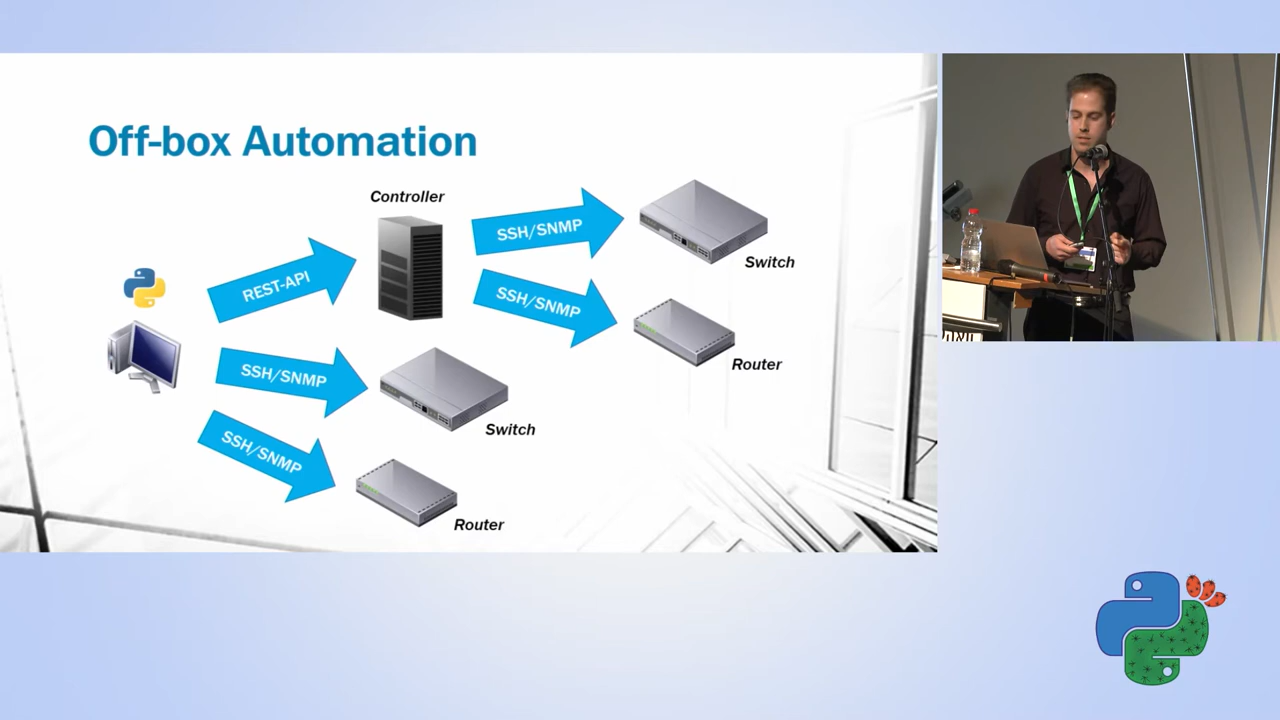 Off-box Automation
Controller
REST-API
SSH/SNMP
Switch
SSH/SNMP
Router
SSH/SNMP
Switch
SSH/SNMP
Router